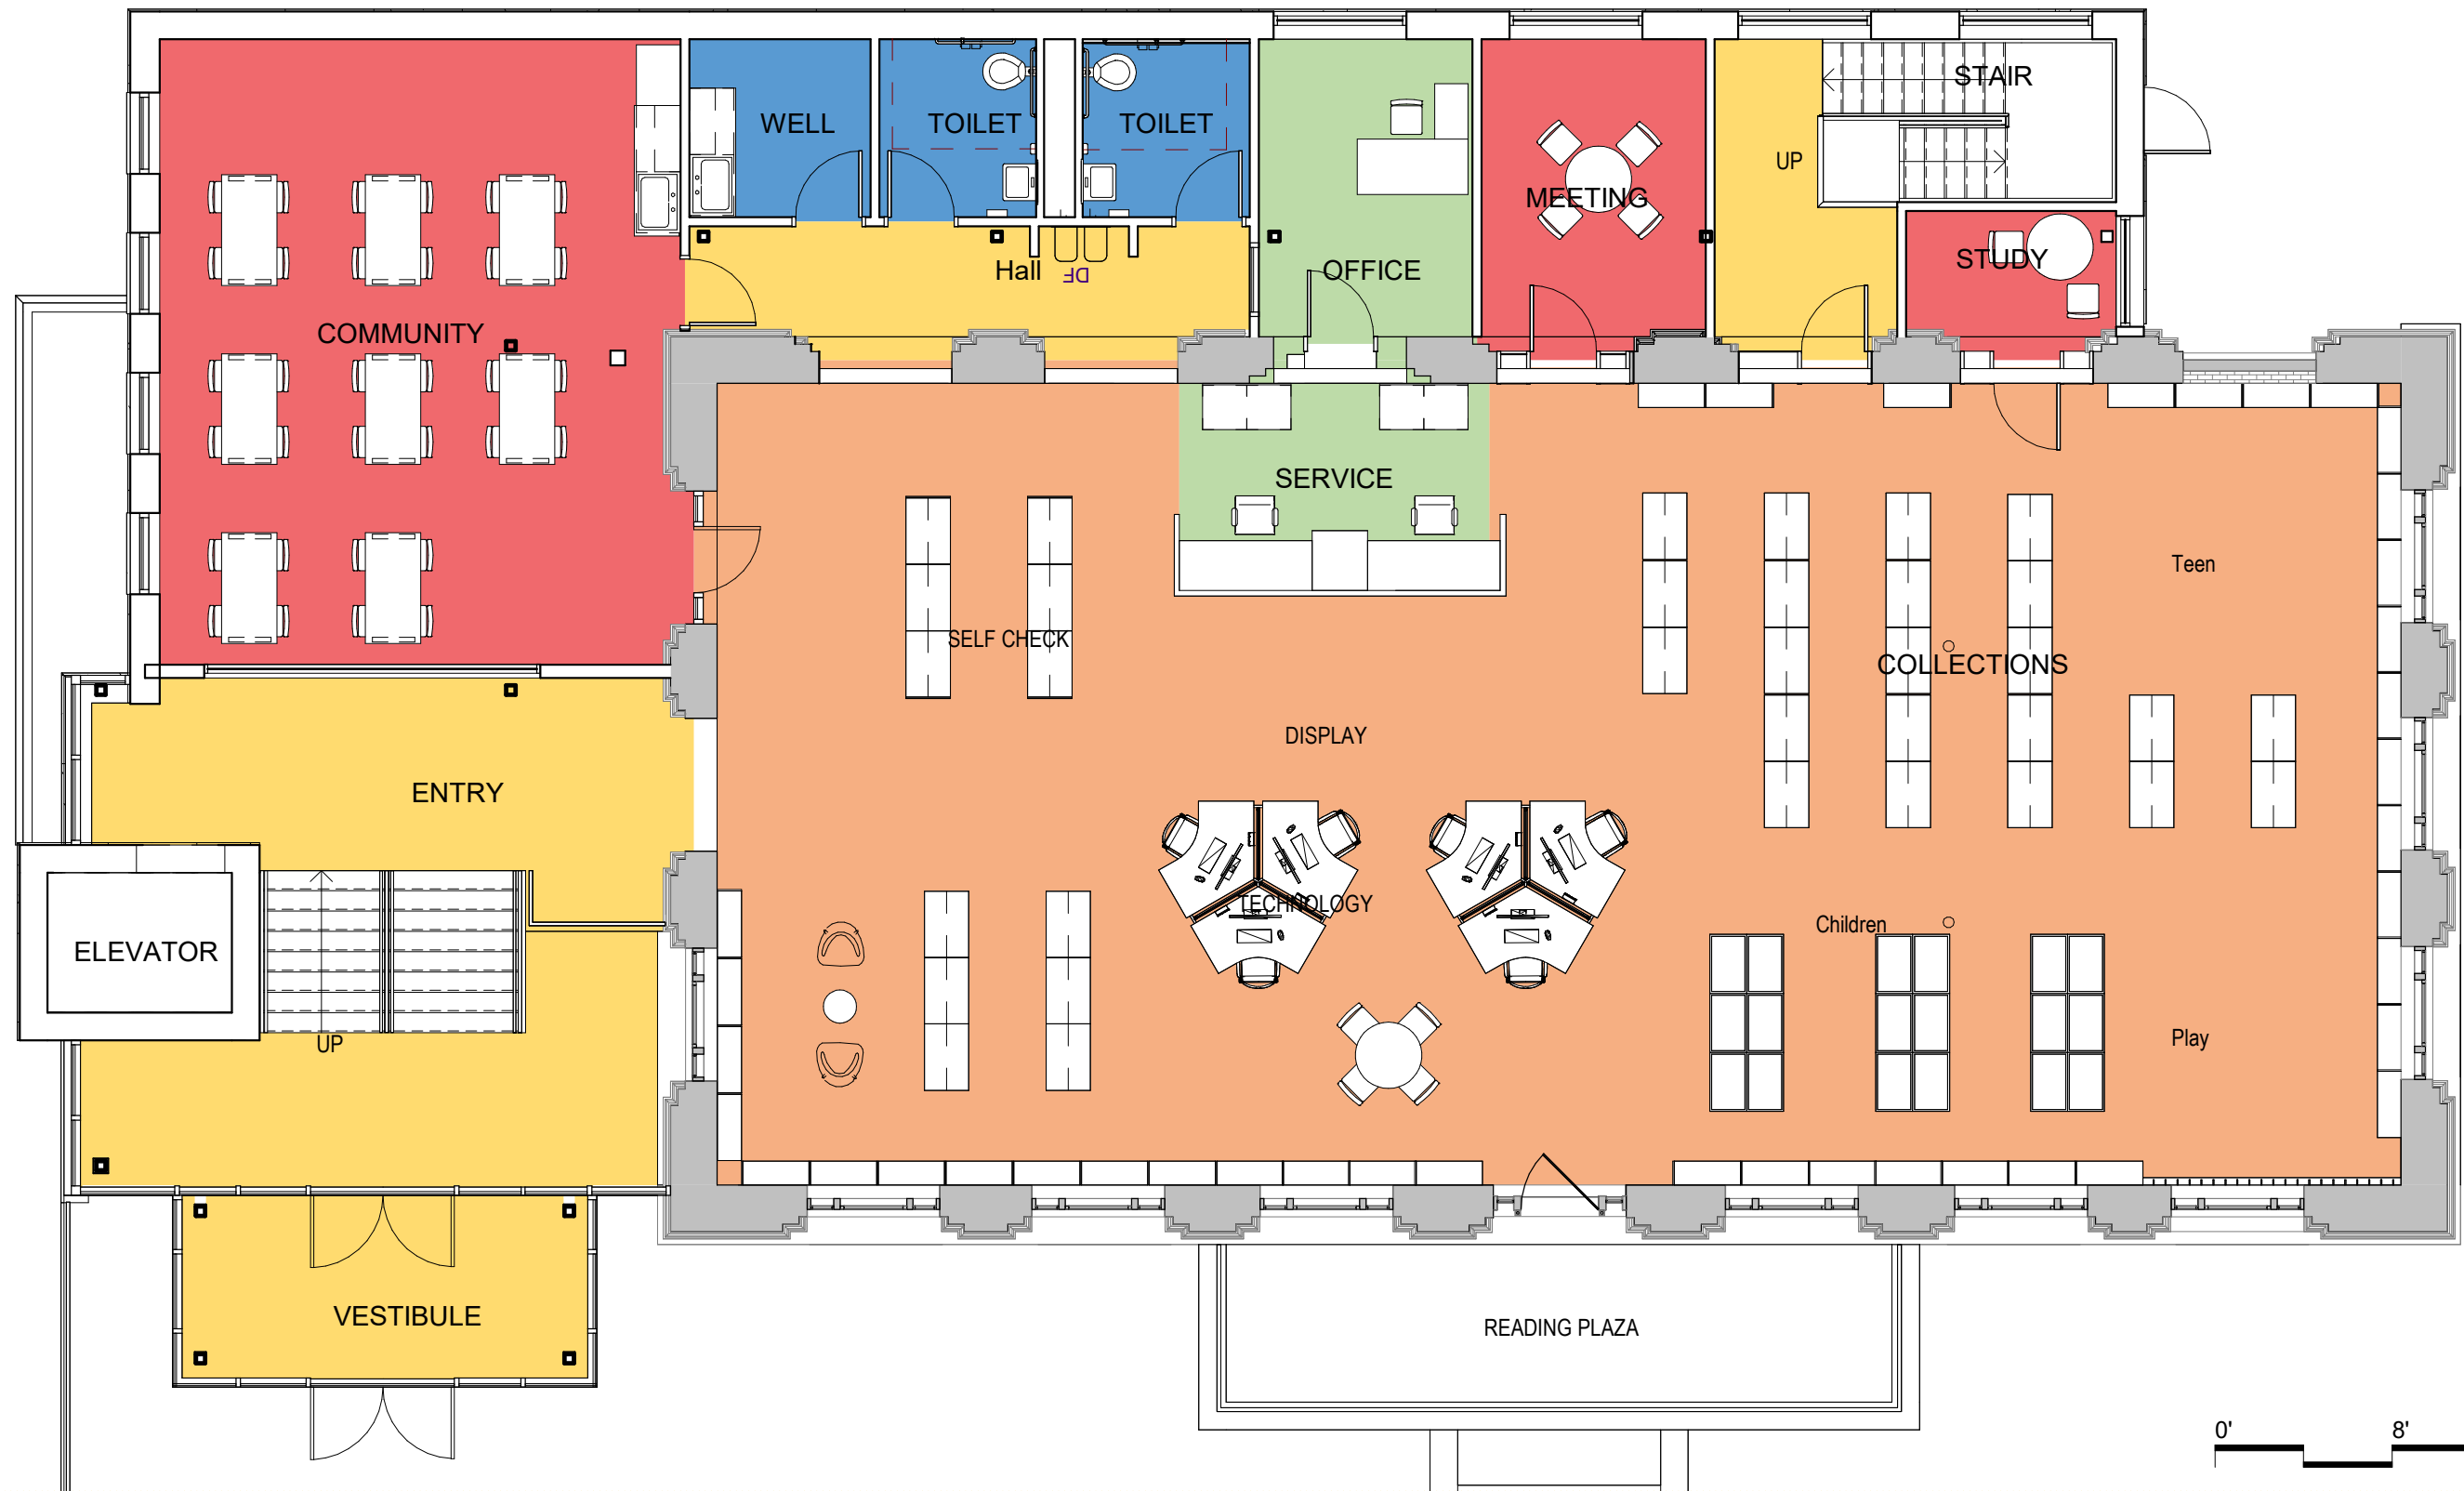 STAIR
WELL
TOILET
TOILET
UP
MEETING
STUDY
Hall
DF
OFFICE
COMMUNITY
SERVICE
Teen
SELF CHECK
COLLECTIONS
DISPLAY
ENTRY
TECHNOLOGY
Children
ELEVATOR
UP
Play
VESTIBULE
READING PLAZA
0' 8'